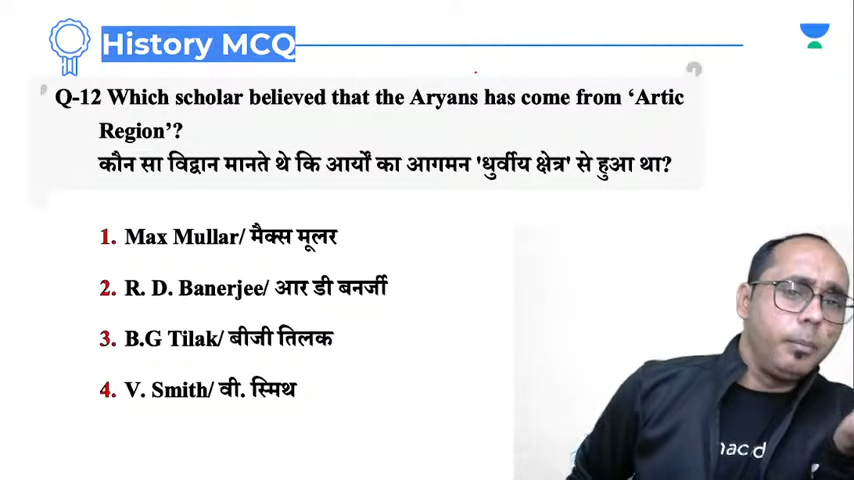 History MCQ
Q-12 Which scholar believed that the Aryans has come from ‘Artic
Region’?
कौन सा विद्वान मानते थे कि आर्यों का आगमन 'धुर्वीय क्षेत्र' से हुआ था?
1. Max Mullar/ मैक्स मूलर
2. R. D. Banerjee/ आर डी बनर्जी
3. B.G Tilak/ बीजी तिलक
4. V. Smith/ वी. स्मिथ